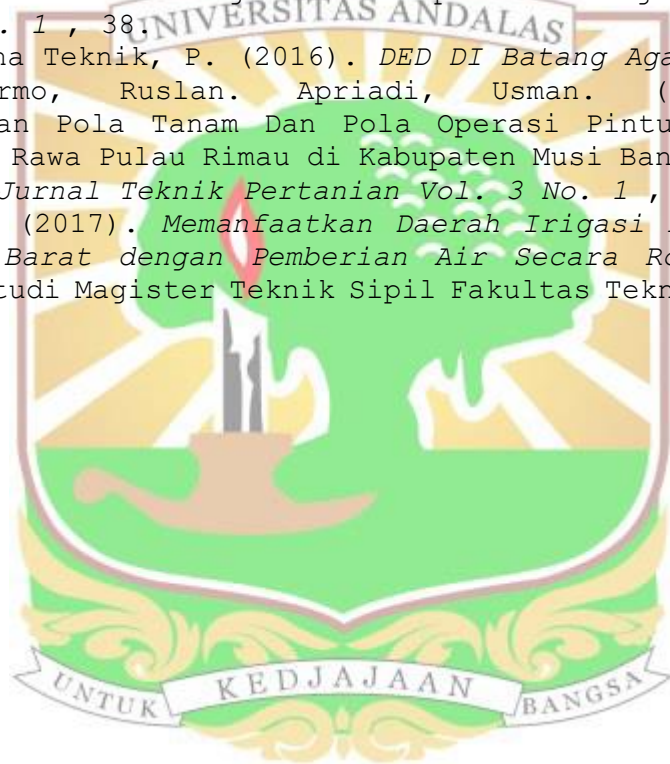 . 1 , 38.
UNIVERSITAS ANDALAS
na Teknik, P. (2016). DED DI Batang Aga
rmo, Ruslan. Apriadi, Usman. (
an Pola Tanam Dan Pola Operasi Pintu
Rawa Pulau Rimau di Kabupaten Musi Ban
Jurnal Teknik Pertanian Vol. 3 No. 1 ,
(2017). Memanfaatkan Daerah Irigasi
Barat dengan Pemberian Air Secara Ro
tudi Magister Teknik Sipil Fakultas Tekn
UNTUK KEDJAJAAN BANGSA